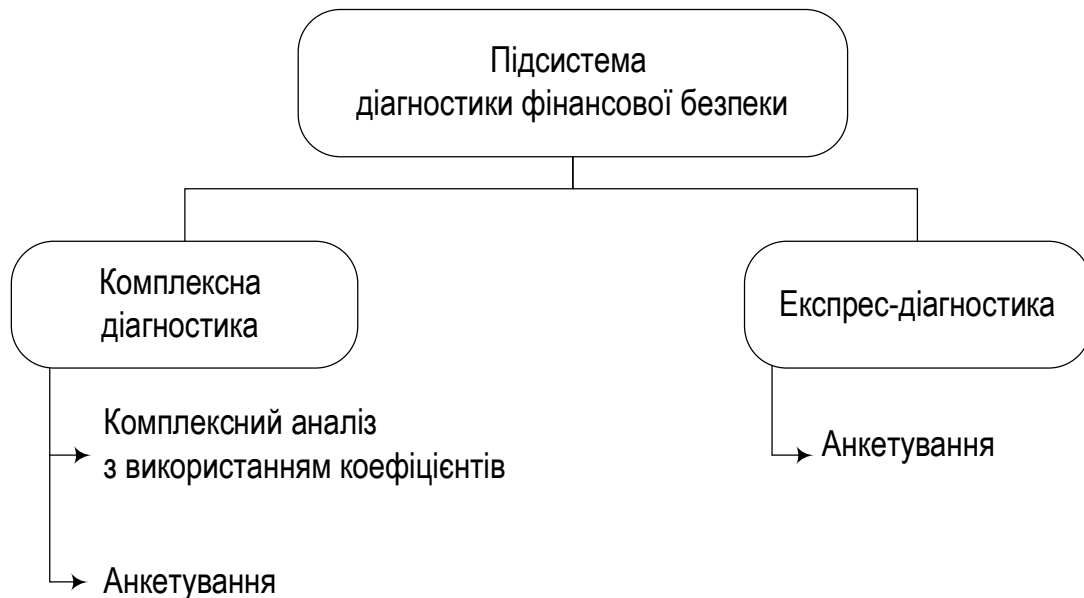 Підсистема
діагностики фінансової безпеки
Комплексна
діагностика
Експрес-діагностика
Комплексний аналіз
з використанням коефіцієнтів
Анкетування
Анкетування